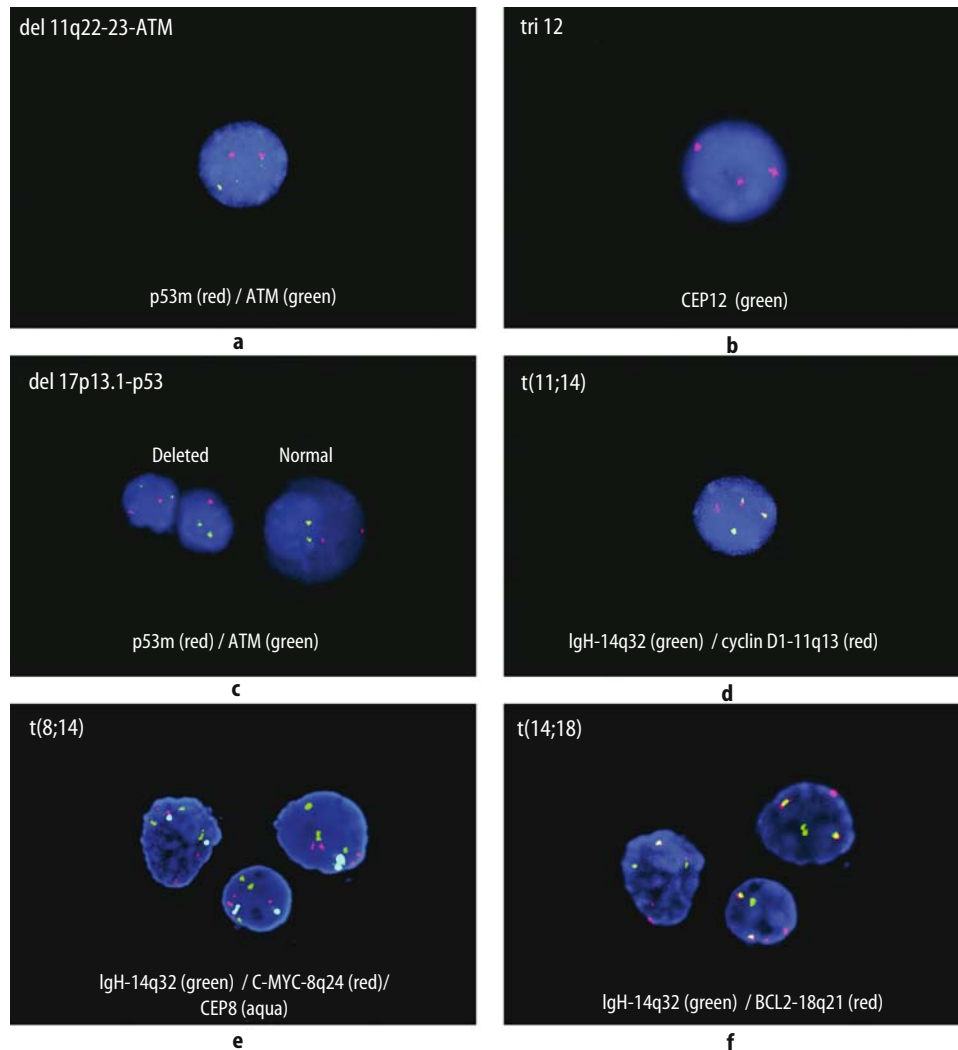 del 11q22-23-ATM
p53m (red) / ATM (green)
a
tri 12
CEP12 (green)
b
del 17p13.1-p53
Deleted
Normal
p53m (red) / ATM (green)
c
t(11;14)
IgH-14q32 (green) / cyclin D1-11q13 (red)
d
t(8;14)
IgH-14q32 (green) / C-MYC-8q24 (red)/
CEP8 (aqua)
e
t(14;18)
IgH-14q32 (green) / BCL2-18q21 (red)
f